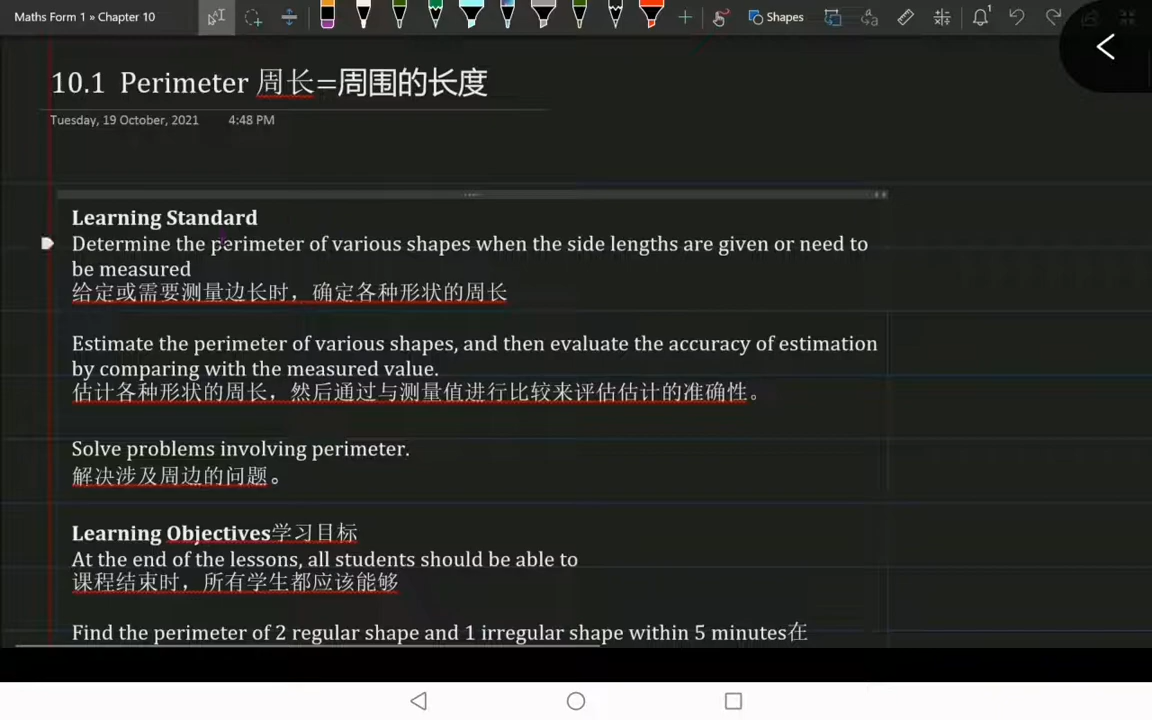 Maths Form 1 » Chapter 10
Shapes
1
10.1 Perimeter 周长=周围的长度
Tuesday, 19 October, 2021 4:48 PM
Learning Standard
Determine the perimeter of various shapes when the side lengths are given or need to
be measured
给定或需要测量边长时，确定各种形状的周长
Estimate the perimeter of various shapes, and then evaluate the accuracy of estimation
by comparing with the measured value.
估计各种形状的周长，然后通过与测量值进行比较来评估估计的准确性。
Solve problems involving perimeter.
解决涉及周边的问题。
Learning Objectives学习目标
At the end of the lessons, all students should be able to
课程结束时，所有学生都应该能够
Find the perimeter of 2 regular shape and 1 irregular shape within 5 minutes在